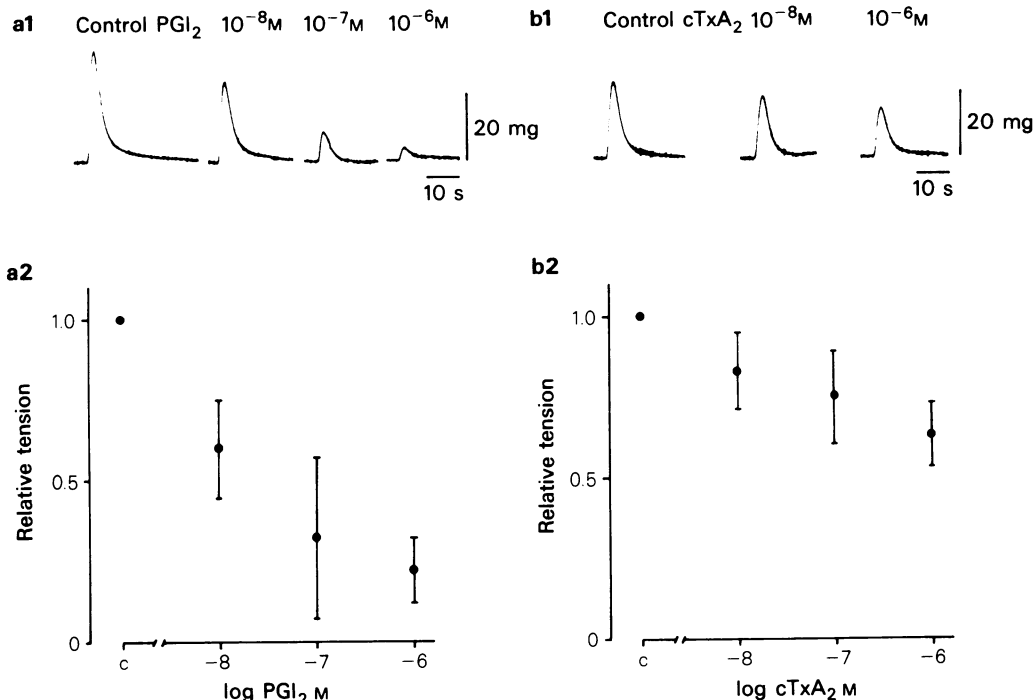 a1
Control PGI₂ 10⁻⁸M 10⁻⁷M 10⁻⁶M
20 mg
10 s
b1
Control cTxA₂ 10⁻⁸M 10⁻⁶M
20 mg
10 s
a2
Relative tension
1.0
0.5
0
c -8 -7 -6
log PGI₂ M
b2
Relative tension
1.0
0.5
0
c -8 -7 -6
log cTxA₂ M